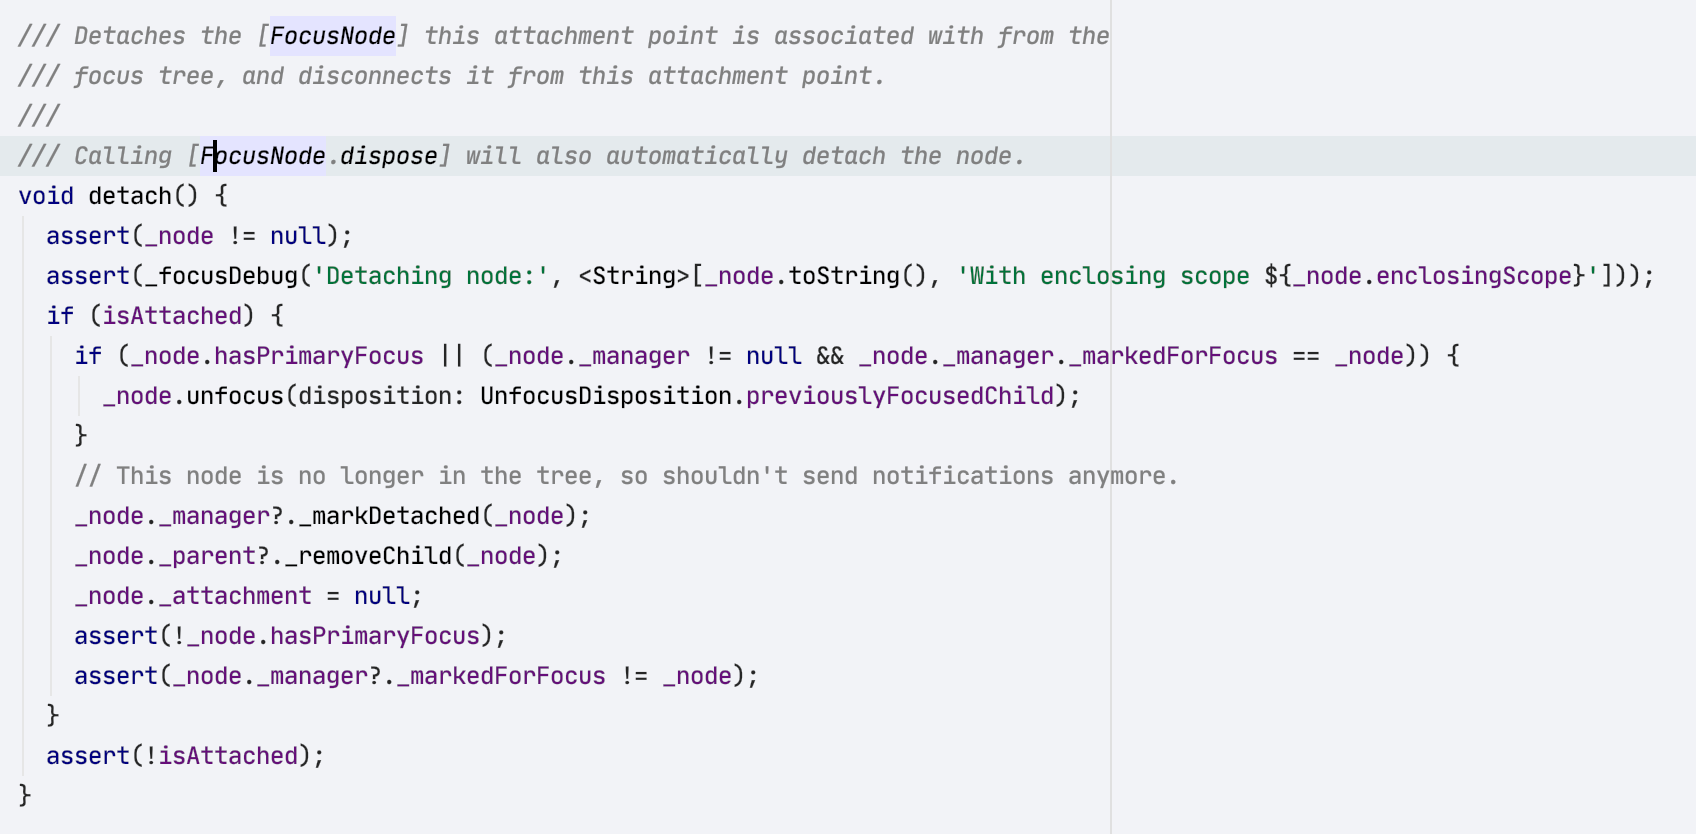 /// Detaches the [FocusNode] this attachment point is associated with from the
/// focus tree, and disconnects it from this attachment point.
///
/// Calling [FocusNode.dispose] will also automatically detach the node.
void detach() {
  assert(_node != null);
  assert(_focusDebug('Detaching node:', <String>[_node.toString(), 'With enclosing scope ${_node.enclosingScope}']));
  if (isAttached) {
    if (_node.hasPrimaryFocus || (_node._manager != null && _node._manager._markedForFocus == _node)) {
      _node.unfocus(disposition: UnfocusDisposition.previouslyFocusedChild);
    }
    // This node is no longer in the tree, so shouldn't send notifications anymore.
    _node._manager?._markDetached(_node);
    _node._parent?._removeChild(_node);
    _node._attachment = null;
    assert(!_node.hasPrimaryFocus);
    assert(_node._manager?._markedForFocus != _node);
  }
  assert(!isAttached);
}